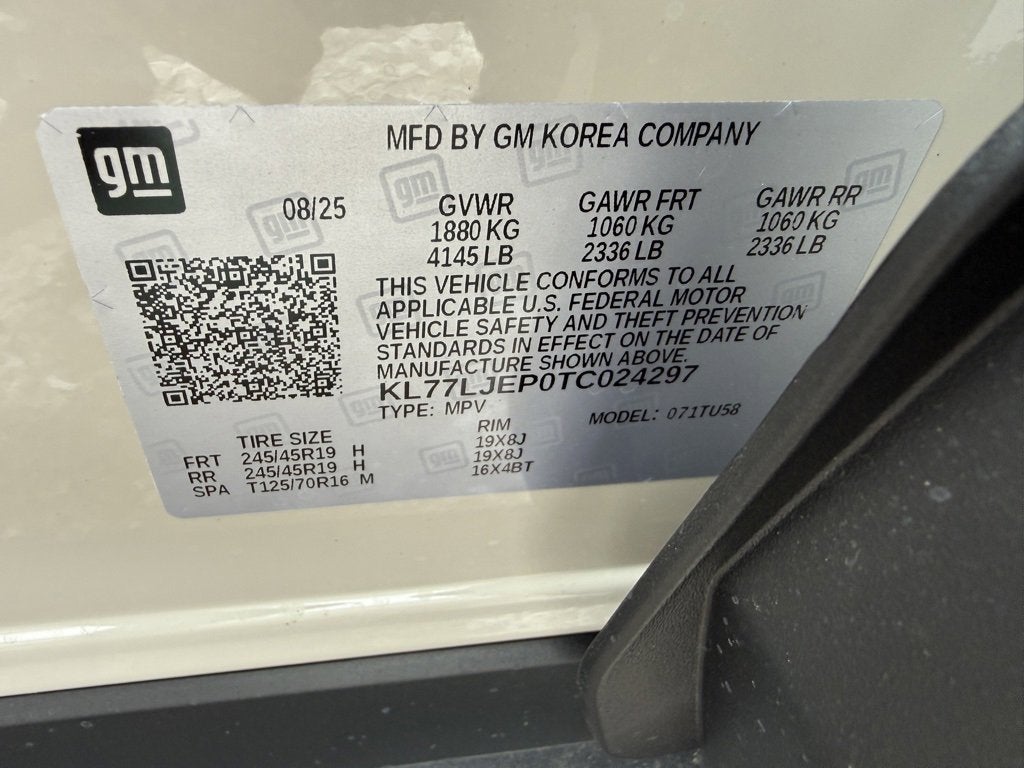 gm
MFD BY GM KOREA COMPANY
08/25 GVWR GAWR FRT GAWR RR
1880 KG 1060 KG 1060 KG
4145 LB 2336 LB 2336 LB
THIS VEHICLE CONFORMS TO ALL
APPLICABLE U.S. FEDERAL MOTOR
VEHICLE SAFETY AND THEFT PREVENTION
STANDARDS IN EFFECT ON THE DATE OF
MANUFACTURE SHOWN ABOVE.
KL77LJEP0TC024297
TYPE: MPV MODEL: 071TU58
TIRE SIZE RIM
FRT 245/45R19 H 19X8J
RR 245/45R19 H 19X8J
SPA T125/70R16 M 16X4BT